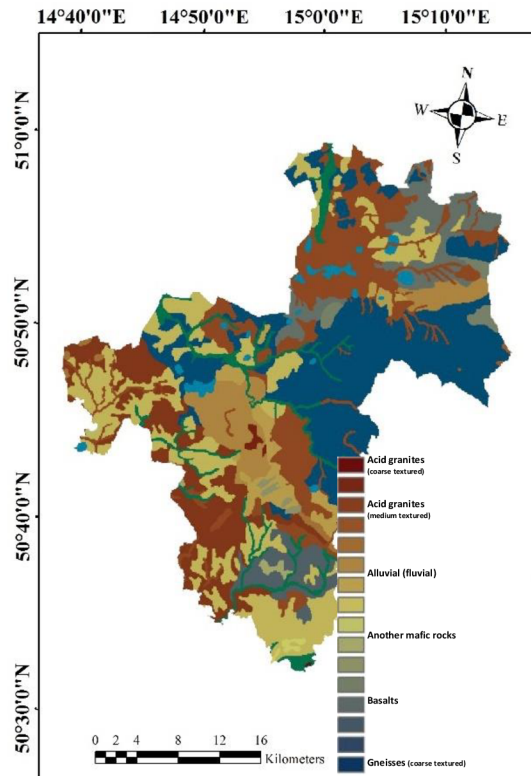 14°40'0"E 14°50'0"E 15°0'0"E 15°10'0"E
N
W E
S
51°0'0"N
50°50'0"N
50°40'0"N
50°30'0"N
Acid granites
(coarse textured)
Acid granites
(medium textured)
Alluvial (fluvial)
Another mafic rocks
Basalts
Gneisses (coarse textured)
0 2 4 8 12 16
Kilometers